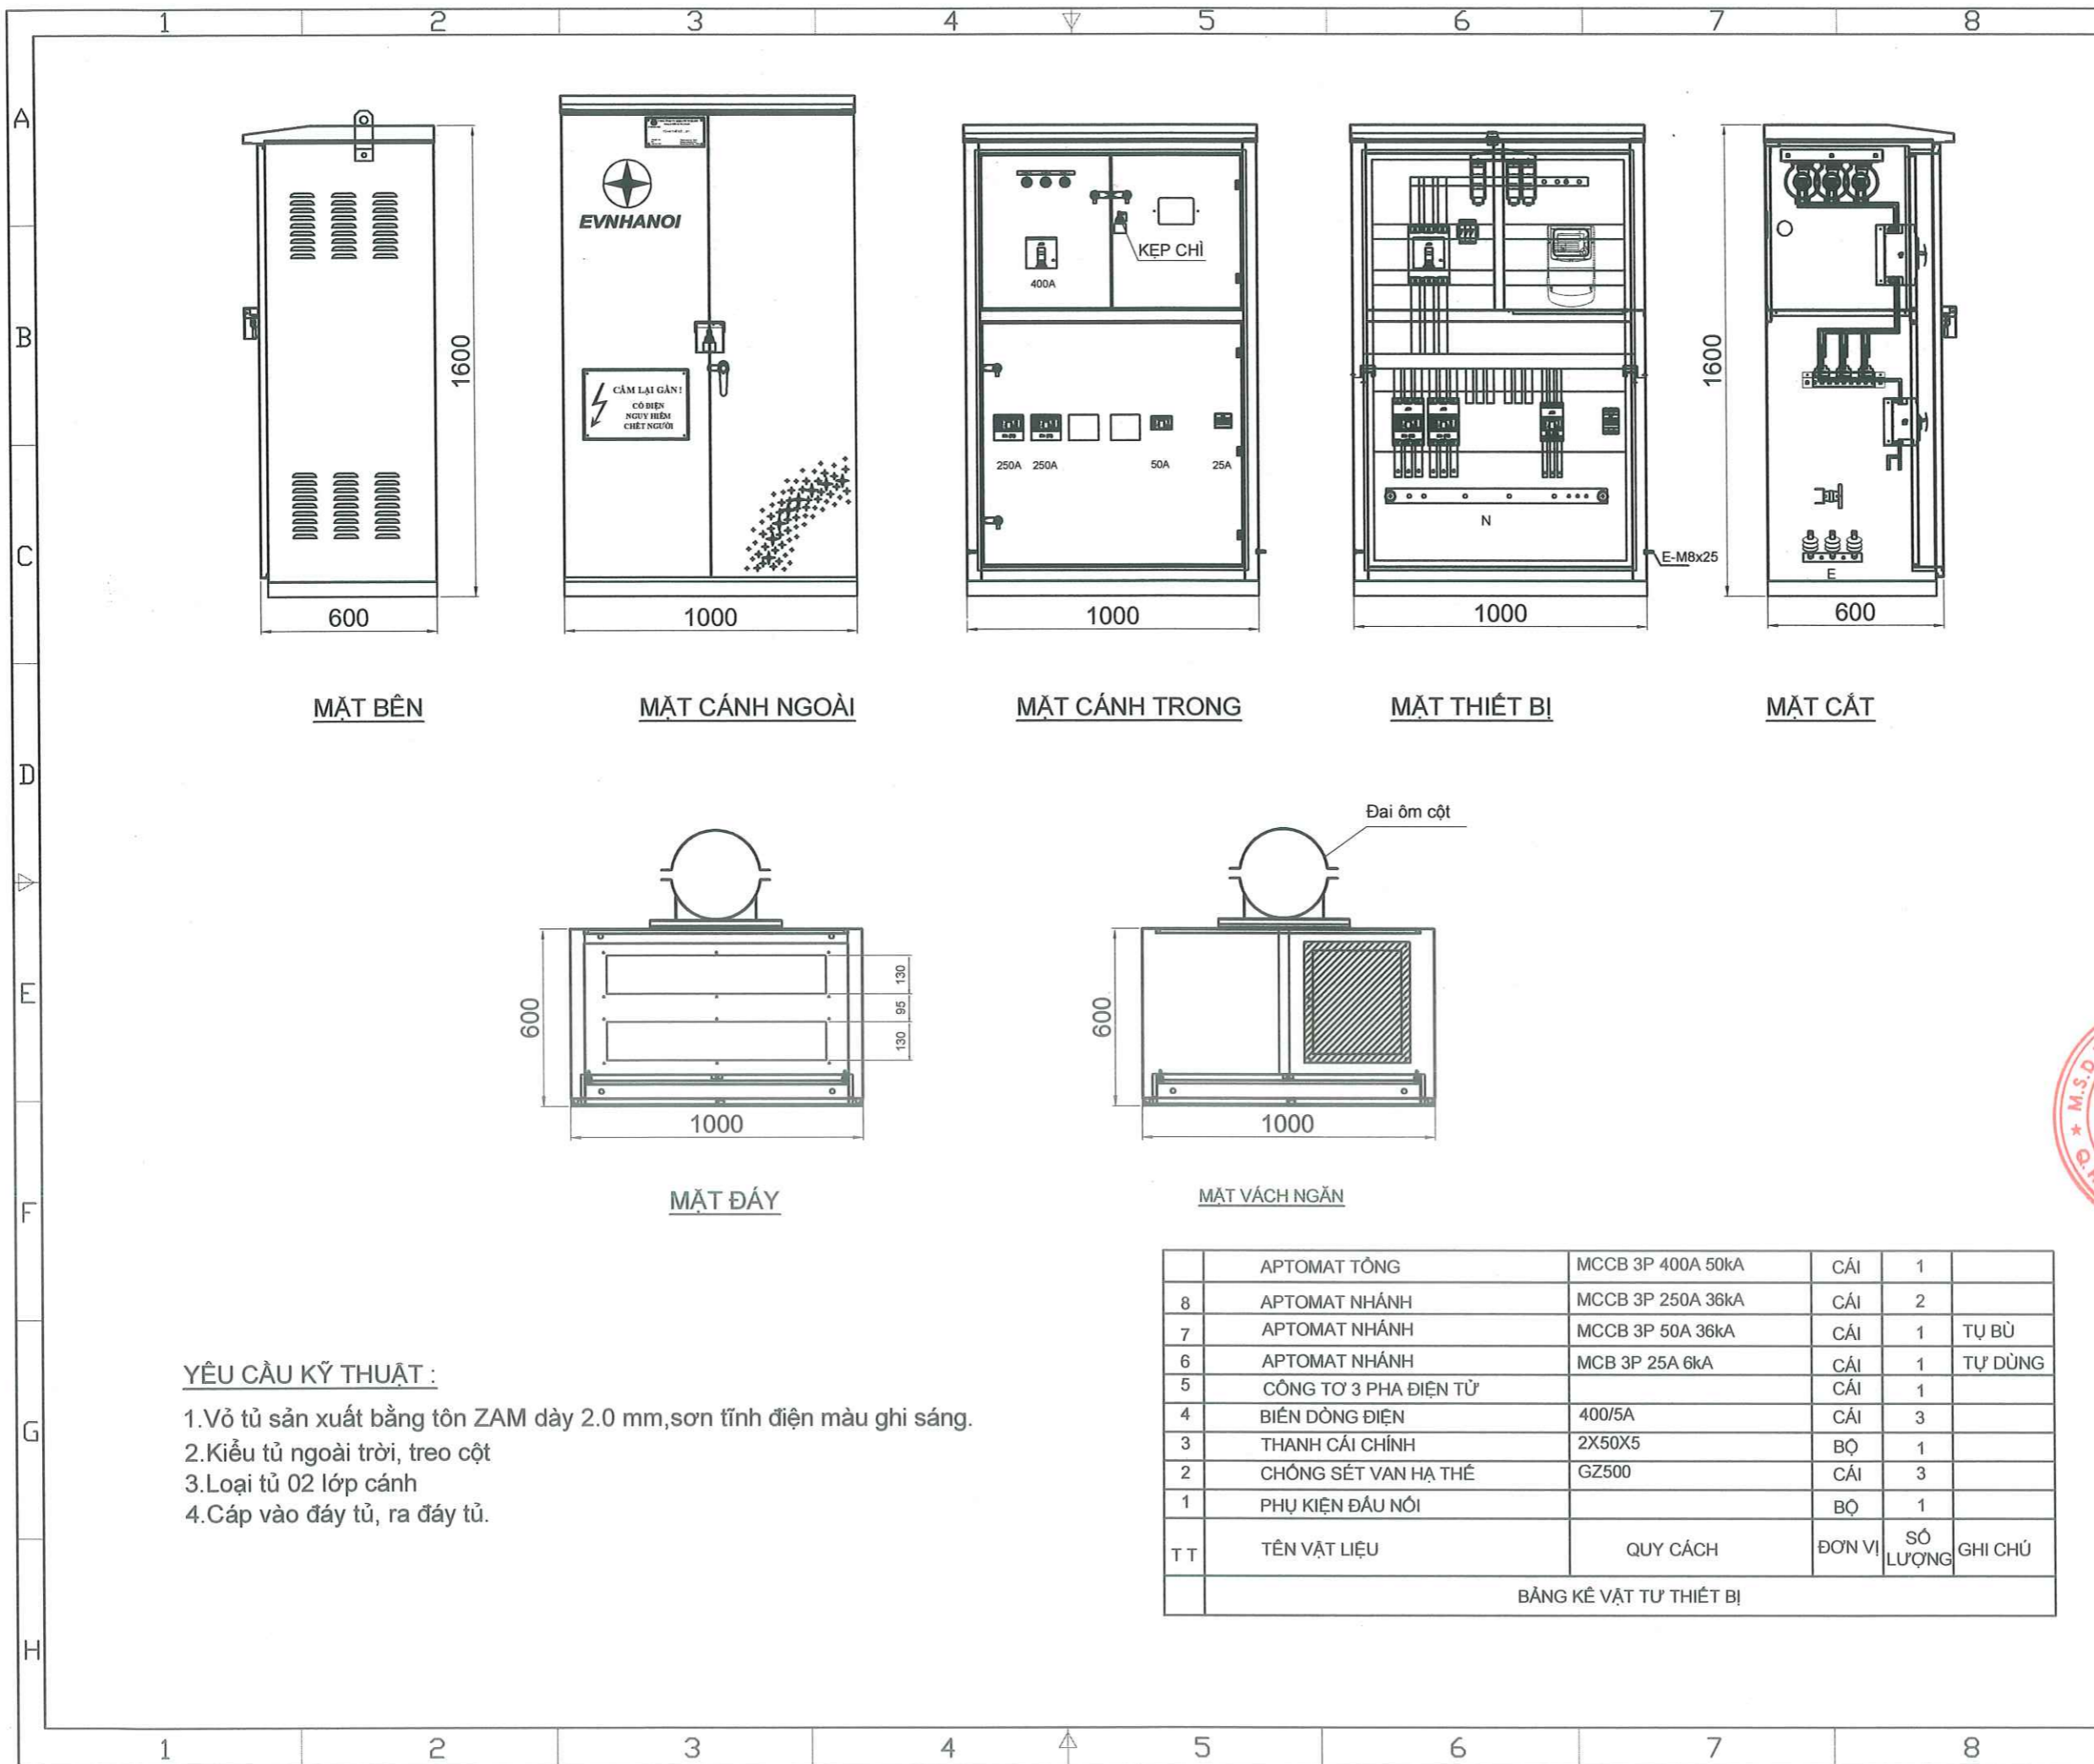 1 2 3 4 5 6 7 8
A
B
C
D
E
F
G
H
EVNHANOI
CẤM LẠI GẦN !
CÓ ĐIỆN
NGUY HIỂM
CHẾT NGƯỜI
1600
600
MẶT BÊN
1000
MẶT CÁNH NGOÀI
KẸP CHÌ
400A
250A 250A 50A 25A
1000
MẶT CÁNH TRONG
N
E-M8x25
1000
MẶT THIẾT BỊ
1600
E
600
MẶT CẮT
600
130
95
130
1000
MẶT ĐÁY
Đai ôm cột
600
1000
MẶT VÁCH NGĂN
M.S.D
YÊU CẦU KỸ THUẬT :
1.Vỏ tủ sản xuất bằng tôn ZAM dày 2.0 mm,sơn tĩnh điện màu ghi sáng.
2.Kiểu tủ ngoài trời, treo cột
3.Loại tủ 02 lớp cánh
4.Cáp vào đáy tủ, ra đáy tủ.
APTOMAT TỔNG MCCB 3P 400A 50kA CÁI 1
8 APTOMAT NHÁNH MCCB 3P 250A 36kA CÁI 2
7 APTOMAT NHÁNH MCCB 3P 50A 36kA CÁI 1 TỤ BÙ
6 APTOMAT NHÁNH MCB 3P 25A 6kA CÁI 1 TỰ DÙNG
5 CÔNG TƠ 3 PHA ĐIỆN TỬ CÁI 1
4 BIẾN DÒNG ĐIỆN 400/5A CÁI 3
3 THANH CÁI CHÍNH 2X50X5 BỘ 1
2 CHỐNG SÉT VAN HẠ THẾ GZ500 CÁI 3
1 PHỤ KIỆN ĐẤU NỐI BỘ 1
T T TÊN VẬT LIỆU QUY CÁCH ĐƠN VỊ SỐ LƯỢNG GHI CHÚ
BẢNG KÊ VẬT TƯ THIẾT BỊ
1 2 3 4 5 6 7 8